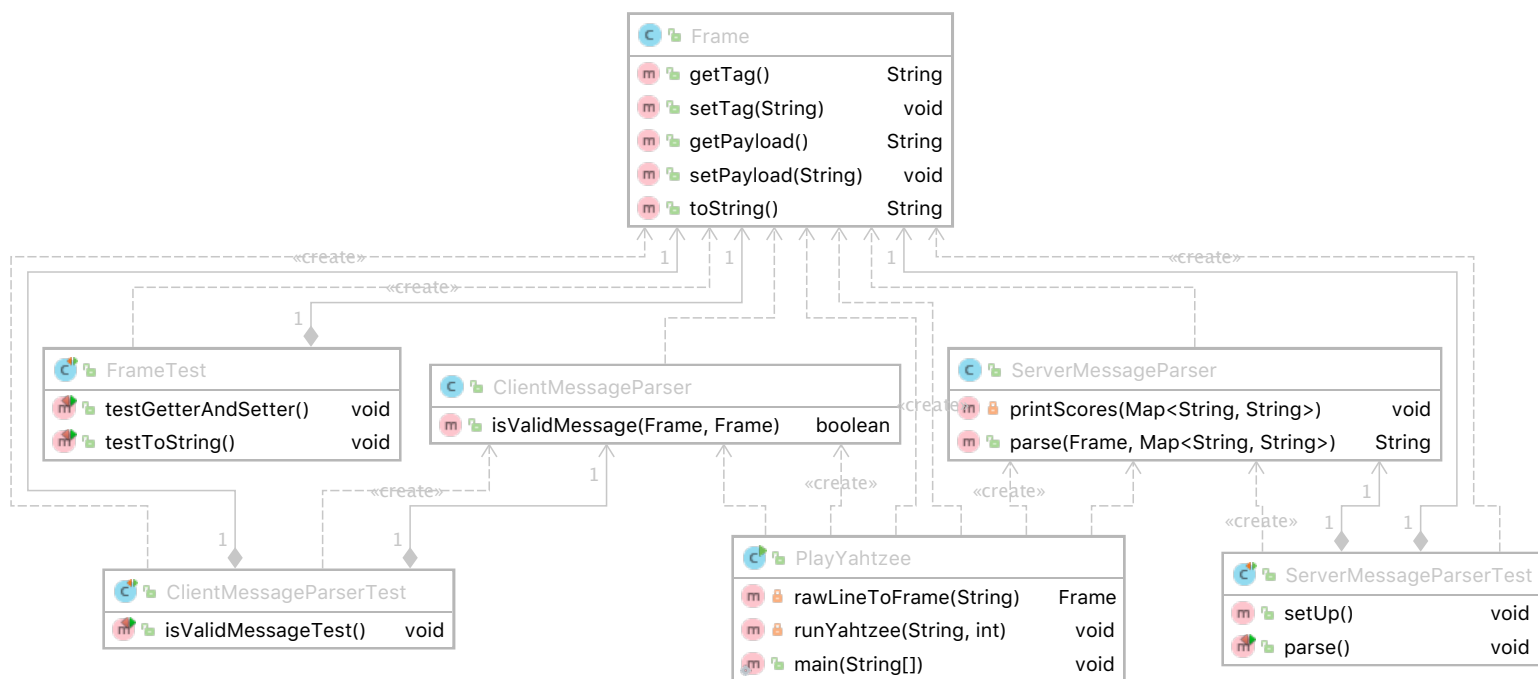 Frame
getTag() String
setTag(String) void
getPayload() String
setPayload(String) void
toString() String
«create» 1 1 1 «create»
«create»
1
FrameTest
testGetterAndSetter() void
testToString() void
ClientMessageParser
isValidMessage(Frame, Frame) boolean
«create»
ServerMessageParser
printScores(Map<String, String>) void
parse(Frame, Map<String, String>) String
«create» 1 «create» «create» 1
1 1 «create» 1 1
ClientMessageParserTest
isValidMessageTest() void
PlayYahtzee
rawLineToFrame(String) Frame
runYahtzee(String, int) void
main(String[]) void
ServerMessageParserTest
setUp() void
parse() void